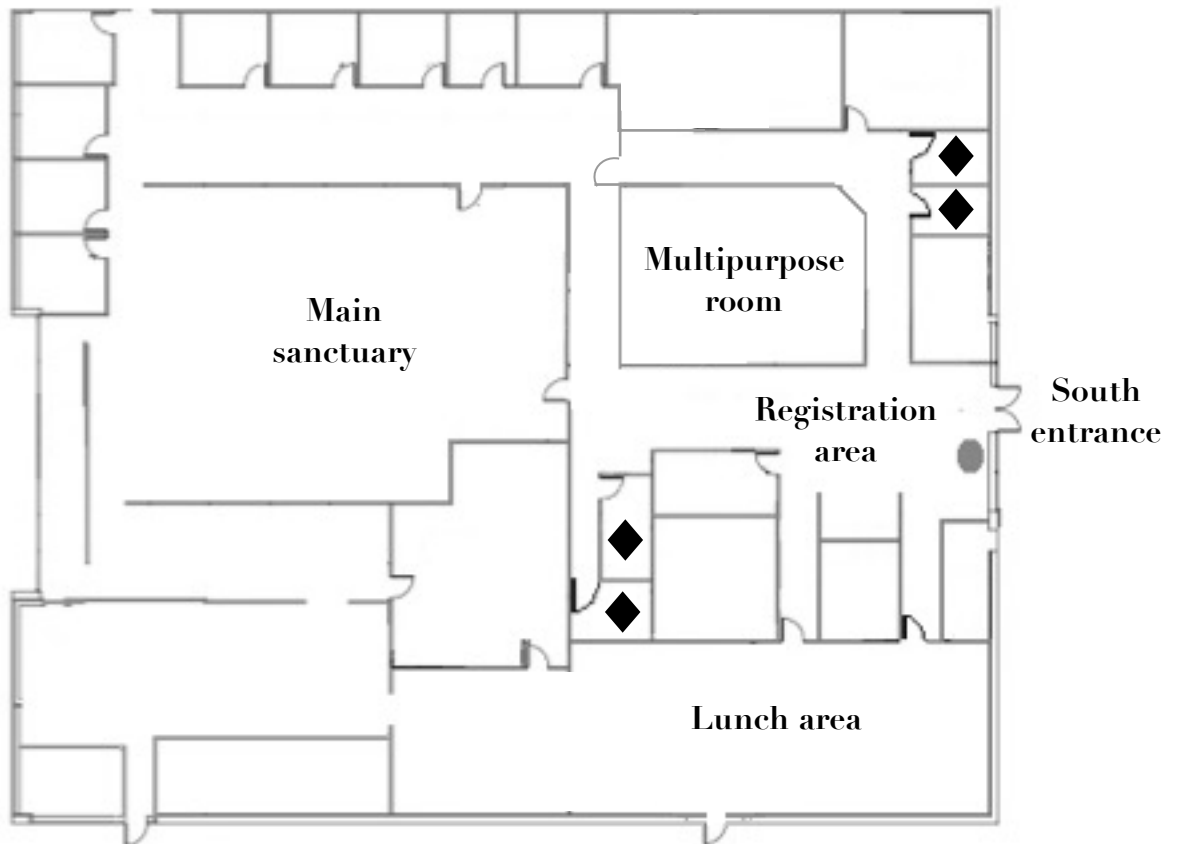 Multipurpose
room
Main
sanctuary
South
entrance
Registration
area
Lunch area